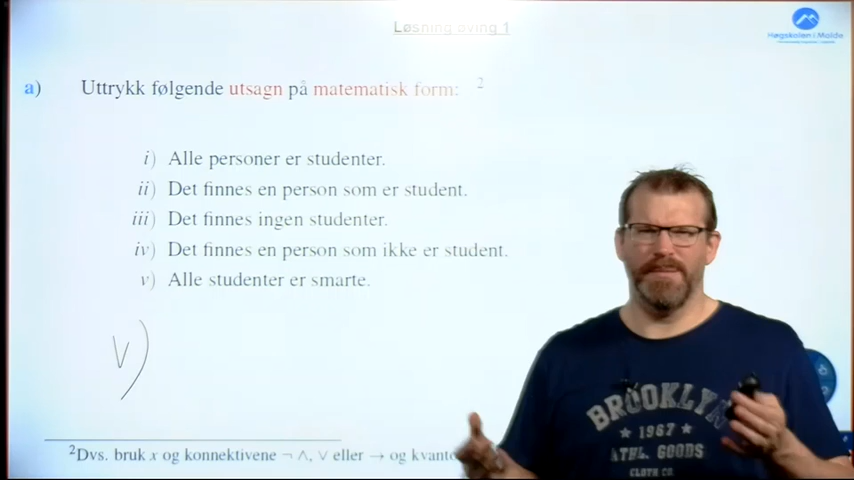 Løsning øving 1
Høgskolen i Molde
a) Uttrykk følgende utsagn på matematisk form: 2
i) Alle personer er studenter.
ii) Det finnes en person som er student.
iii) Det finnes ingen studenter.
iv) Det finnes en person som ikke er student.
v) Alle studenter er smarte.
v)
BROOKLYN
★ 1967 ★
ATHL. GOODS
CLOTH CO.
2Dvs. bruk x og konnektivene ¬ ∧, ∨ eller → og